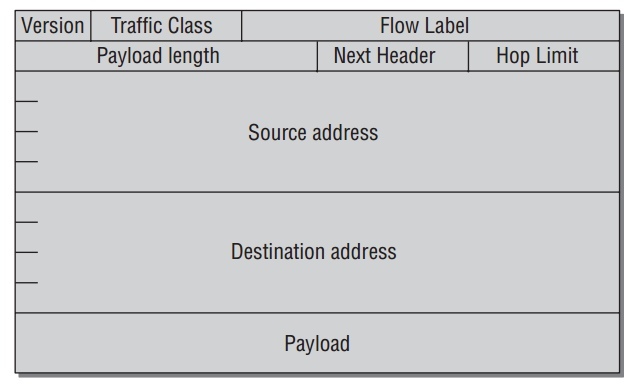 Version Traffic Class Flow Label
Payload length Next Header Hop Limit
Source address
Destination address
Payload